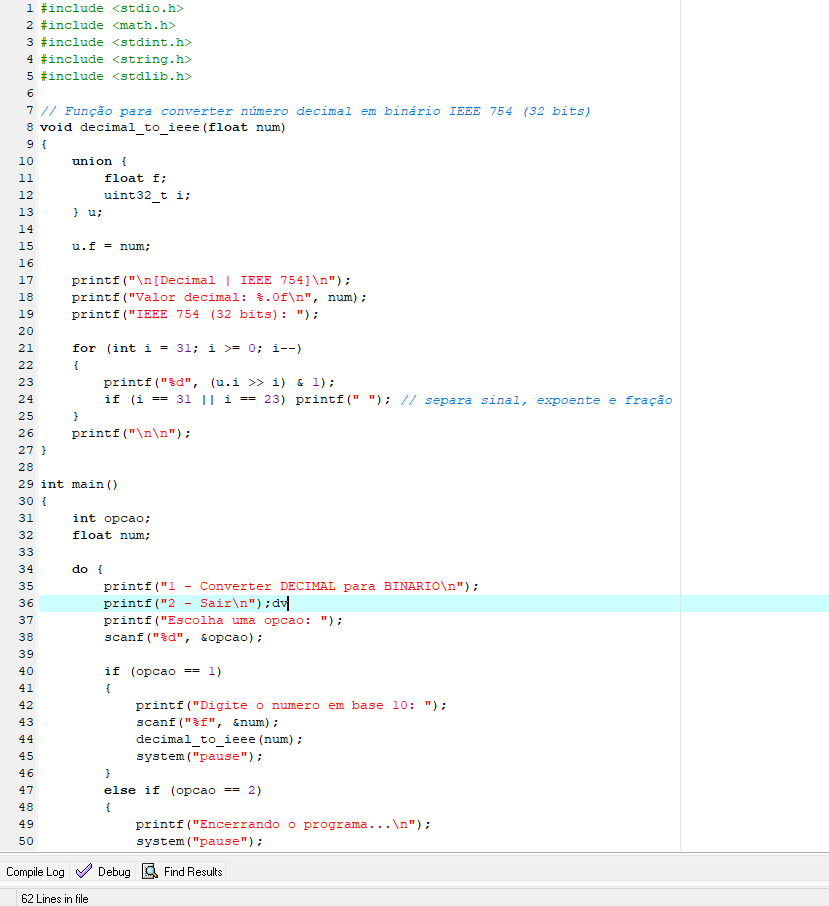 1 #include <stdio.h>
2 #include <math.h>
3 #include <stdint.h>
4 #include <string.h>
5 #include <stdlib.h>
6
7 // Função para converter número decimal em binário IEEE 754 (32 bits)
8 void decimal_to_ieee(float num)
9 {
10     union {
11         float f;
12         uint32_t i;
13     } u;
14
15     u.f = num;
16
17     printf("\n[Decimal | IEEE 754]\n");
18     printf("Valor decimal: %.0f\n", num);
19     printf("IEEE 754 (32 bits): ");
20
21     for (int i = 31; i >= 0; i--)
22     {
23         printf("%d", (u.i >> i) & 1);
24         if (i == 31 || i == 23) printf(" "); // separa sinal, expoente e fração
25     }
26     printf("\n\n");
27 }
28
29 int main()
30 {
31     int opcao;
32     float num;
33
34     do {
35         printf("1 - Converter DECIMAL para BINARIO\n");
36         printf("2 - Sair\n");dv
37         printf("Escolha uma opcao: ");
38         scanf("%d", &opcao);
39
40         if (opcao == 1)
41         {
42             printf("Digite o numero em base 10: ");
43             scanf("%f", &num);
44             decimal_to_ieee(num);
45             system("pause");
46         }
47         else if (opcao == 2)
48         {
49             printf("Encerrando o programa...\n");
50             system("pause");
Compile Log Debug Find Results
62 Lines in file